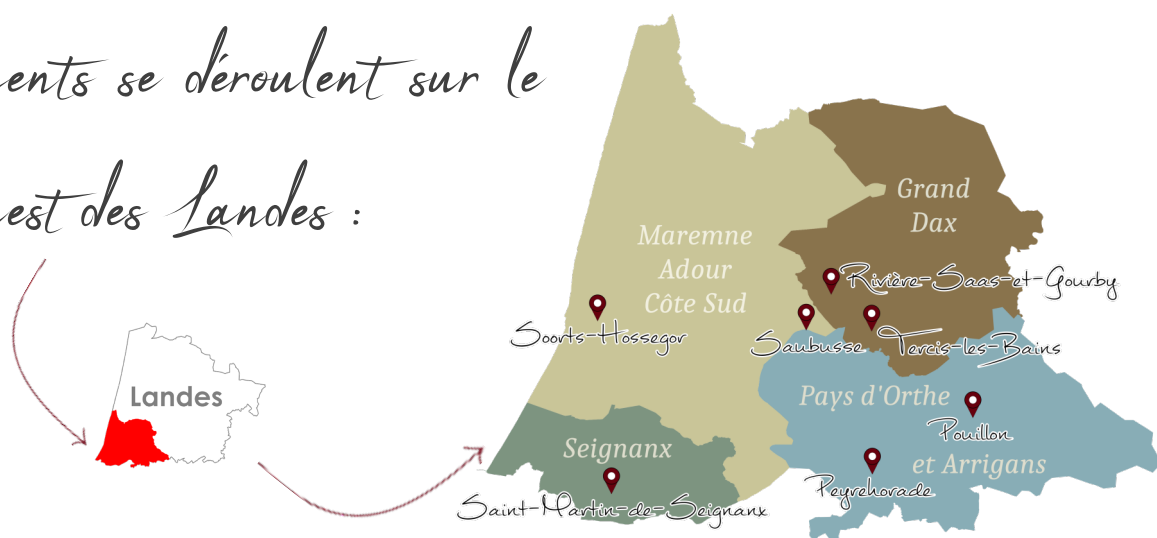 ents se déroulent sur le
est des Landes :
Landes
Maremne
Adour
Côte Sud
Grand
Dax
Rivière-Saas-et-Gourby
Soorts-Hossegor
Saubusse
Tercis-les-Bains
Pays d'Orthe
Pouillon
et Arrigans
Peyrehorade
Seignanx
Saint-Martin-de-Seignanx